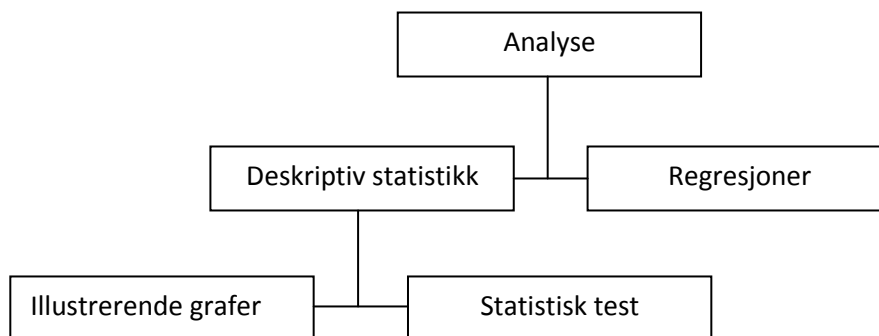 Analyse
Deskriptiv statistikk
Regresjoner
Illustrerende grafer
Statistisk test